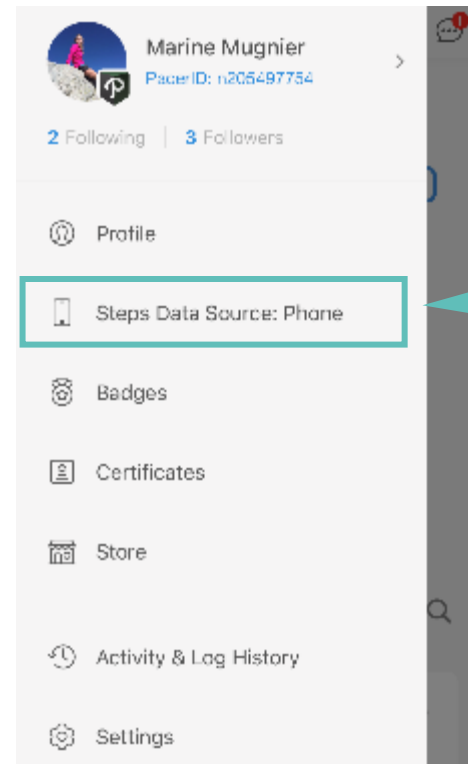 Marine Mugnier
PacerID: n205497754
2 Following | 3 Followers
Profile
Steps Data Source: Phone
Badges
Certificates
Store
Activity & Log History
Settings